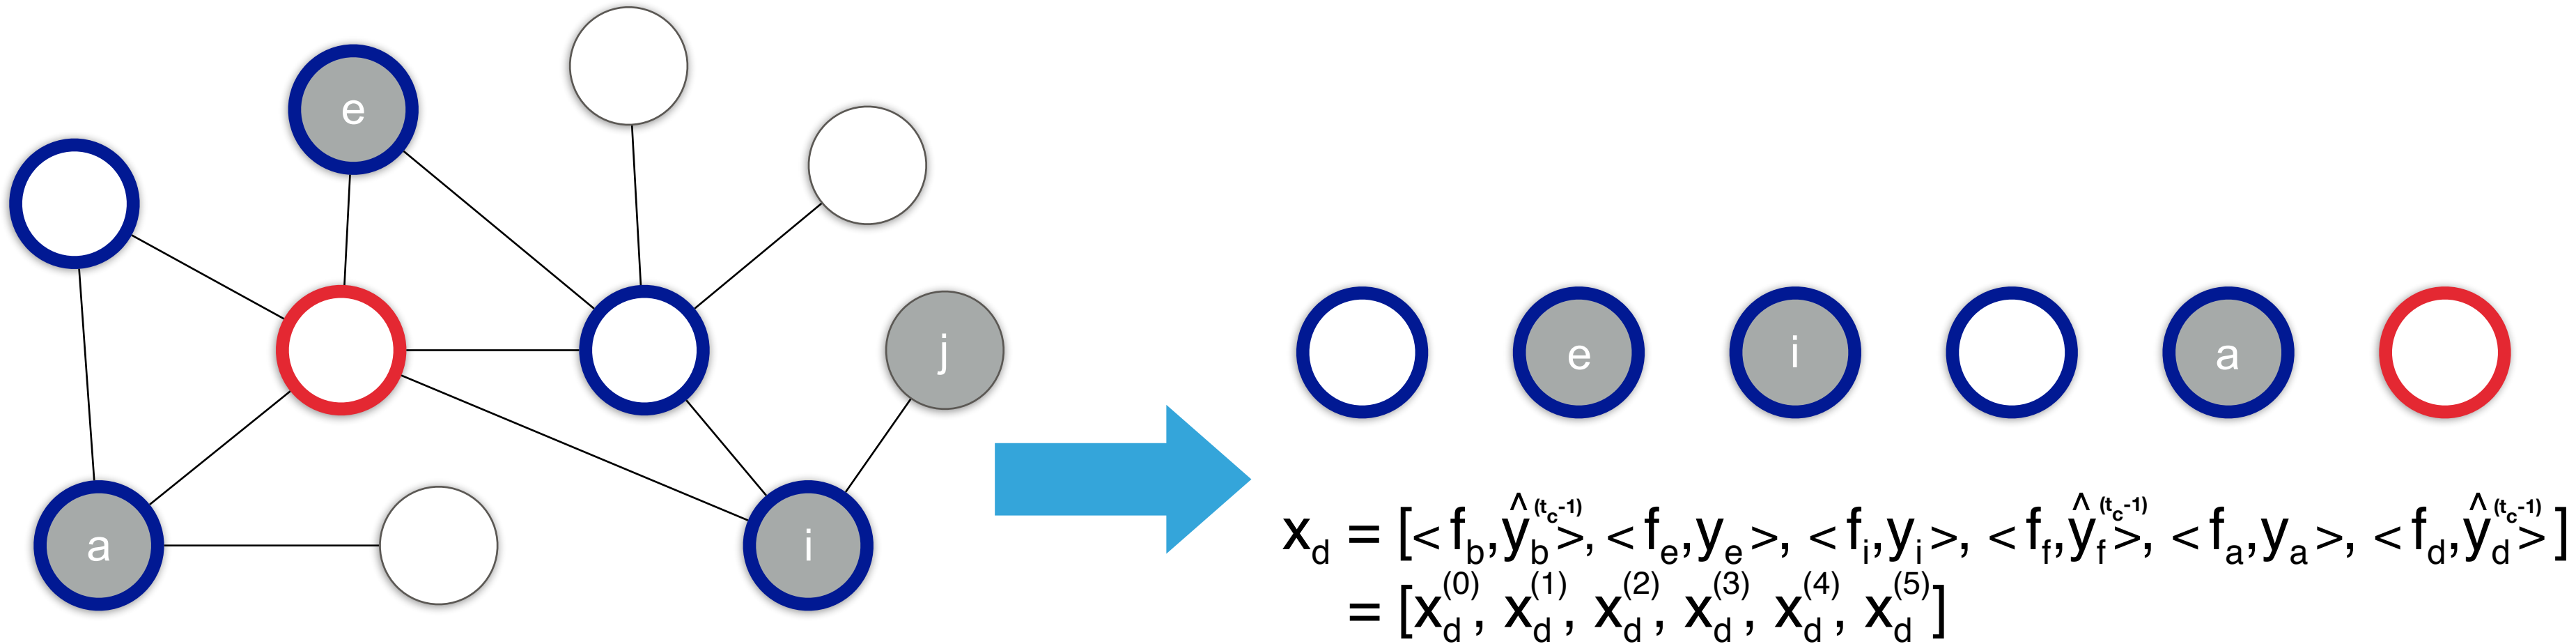 e
j
a
i
e
i
a
x_d = [<f_b,ŷ_b^(t_c-1)>, <f_e,y_e>, <f_i,y_i>, <f_f,ŷ_f^(t_c-1)>, <f_a,y_a>, <f_d,ŷ_d^(t_c-1)>]
= [x_d^(0), x_d^(1), x_d^(2), x_d^(3), x_d^(4), x_d^(5)]